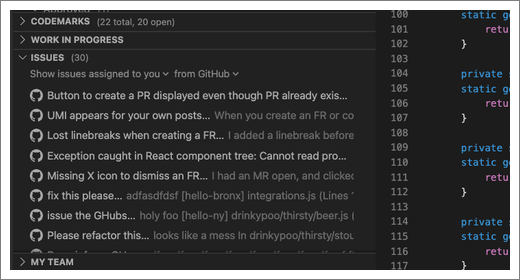 CODEMARKS (22 total, 20 open)
WORK IN PROGRESS
ISSUES (30)
Show issues assigned to you from GitHub
Button to create a PR displayed even though PR already exis...
UMI appears for your own posts... When you create an FR or co
Lost linebreaks when creating a FR... I added a linebreak before
Exception caught in React component tree: Cannot read pro...
Missing X icon to dismiss an FR... I had an MR open, and clicked
fix this please... adfasdfdsf [hello-bronx] integrations.js (Lines
issue the GHubs... holy foo [hello-ny] drinkypoo/thirsty/beer.js (
Please refactor this... looks like a mess In drinkypoo/thirsty/stou
MY TEAM
100 static ge
101 retu
102 }
103
104 private s
105 static ge
106 retu
107 }
108
109 private s
110 static ge
111 retu
112 }
113
114 private s
115 static ge
116 retu
117 }